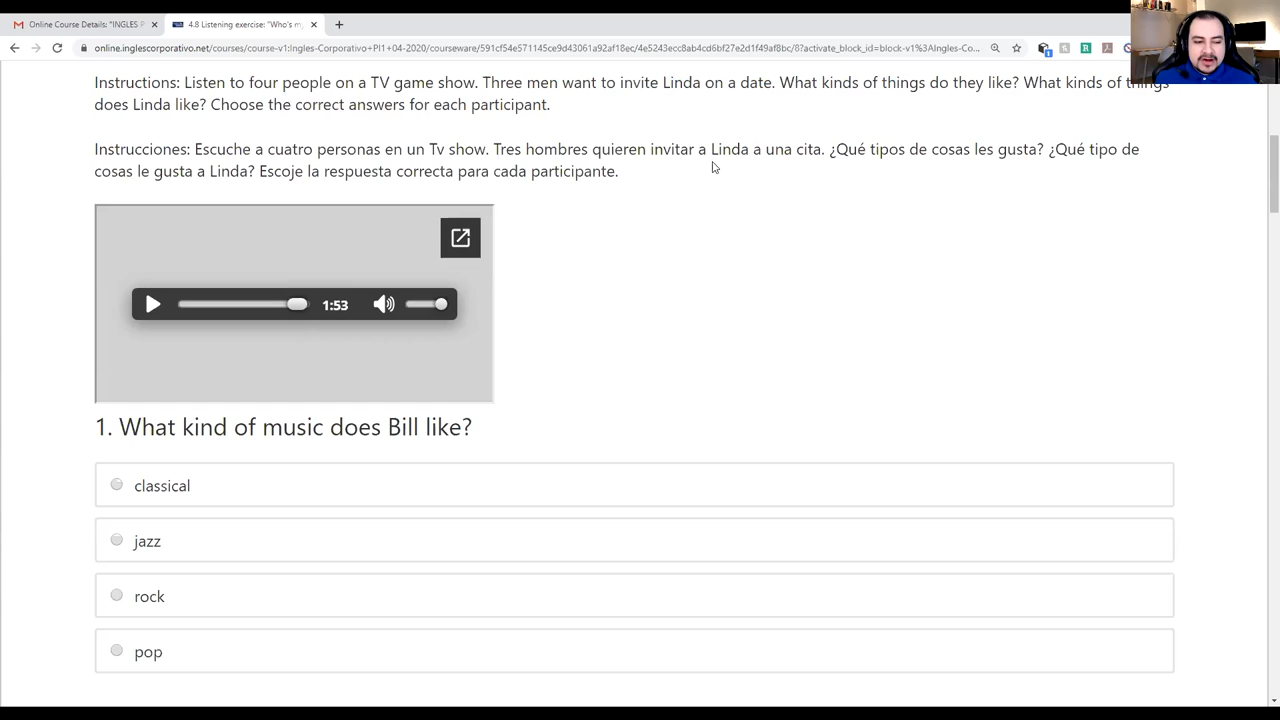 Online Course Details: "INGLES P
4.8 Listening exercise: "Who's m
online.inglescorporativo.net/courses/course-v1:Ingles-Corporativo+PI1+04-2020/courseware/591cf54e571145ce9d43061a92af18ec/4e5243ecc8ab4cd6bf27e2d1f49af8bc/8?activate_block_id=block-v1%3AIngles-Co...
Instructions: Listen to four people on a TV game show. Three men want to invite Linda on a date. What kinds of things do they like? What kinds of things
does Linda like? Choose the correct answers for each participant.
Instrucciones: Escuche a cuatro personas en un Tv show. Tres hombres quieren invitar a Linda a una cita. ¿Qué tipos de cosas les gusta? ¿Qué tipo de
cosas le gusta a Linda? Escoje la respuesta correcta para cada participante.
1:53
1. What kind of music does Bill like?
classical
jazz
rock
pop